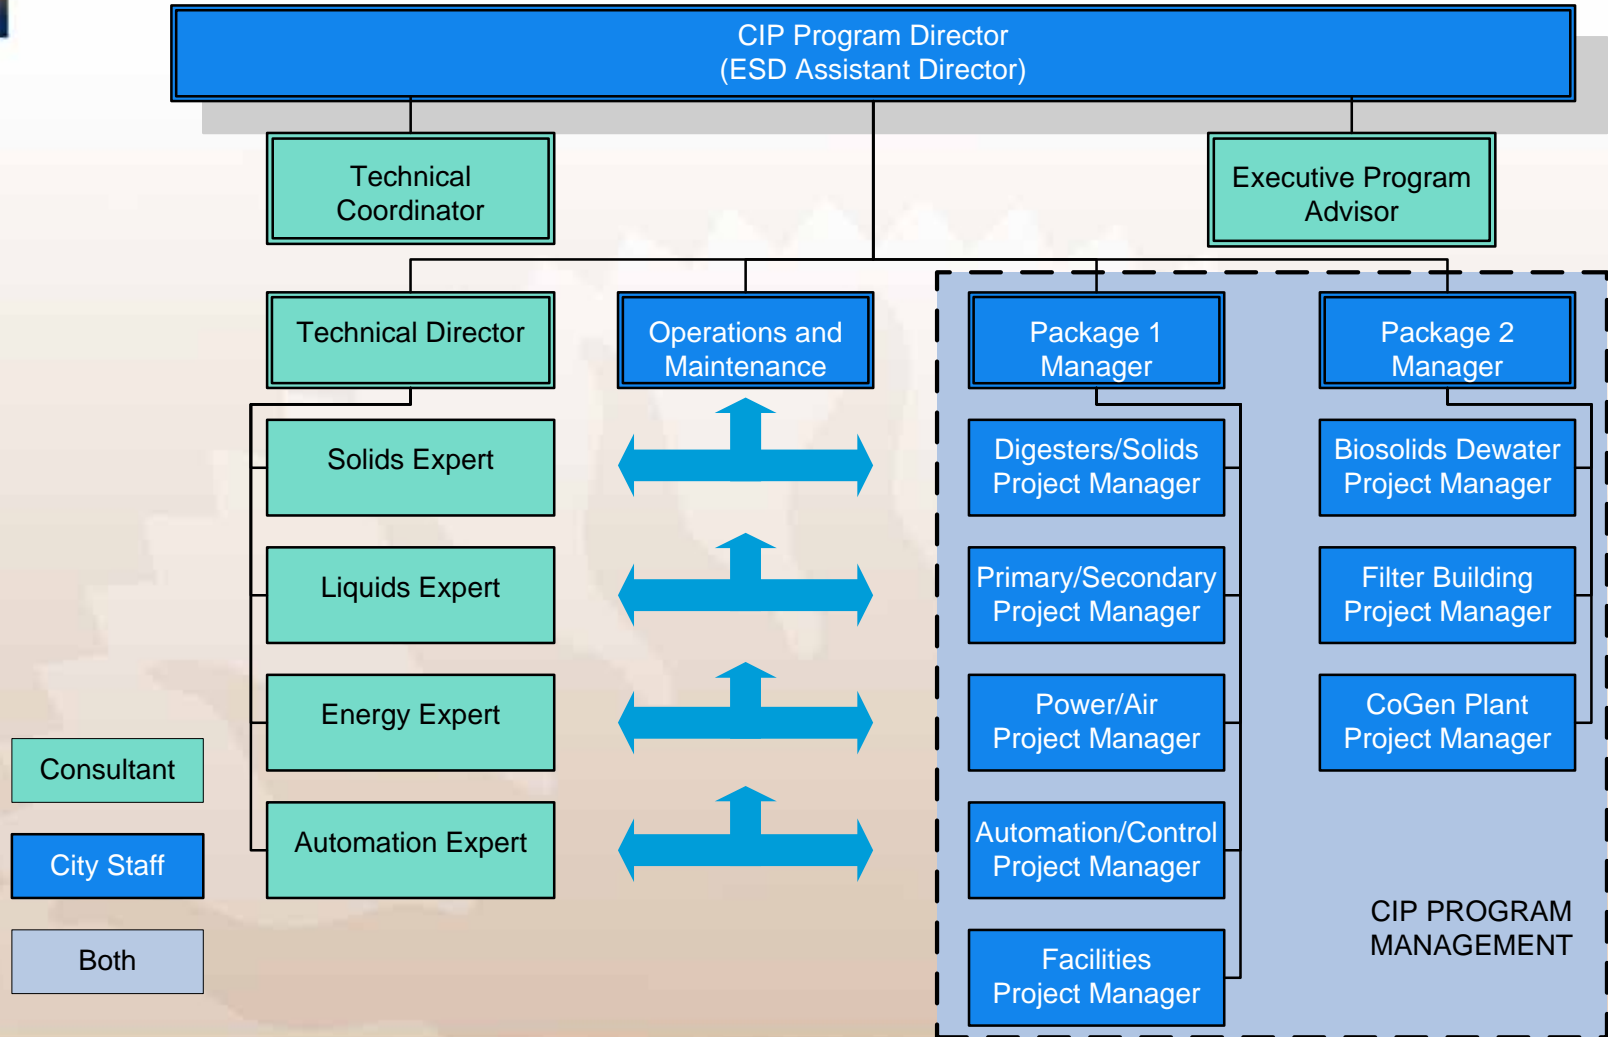 CIP Program Director
(ESD Assistant Director)
Technical
Coordinator
Executive Program
Advisor
Technical Director
Operations and
Maintenance
Package 1
Manager
Package 2
Manager
Solids Expert
Digesters/Solids
Project Manager
Biosolids Dewater
Project Manager
Liquids Expert
Primary/Secondary
Project Manager
Filter Building
Project Manager
Energy Expert
Power/Air
Project Manager
CoGen Plant
Project Manager
Consultant
Automation Expert
Automation/Control
Project Manager
City Staff
CIP PROGRAM
MANAGEMENT
Both
Facilities
Project Manager